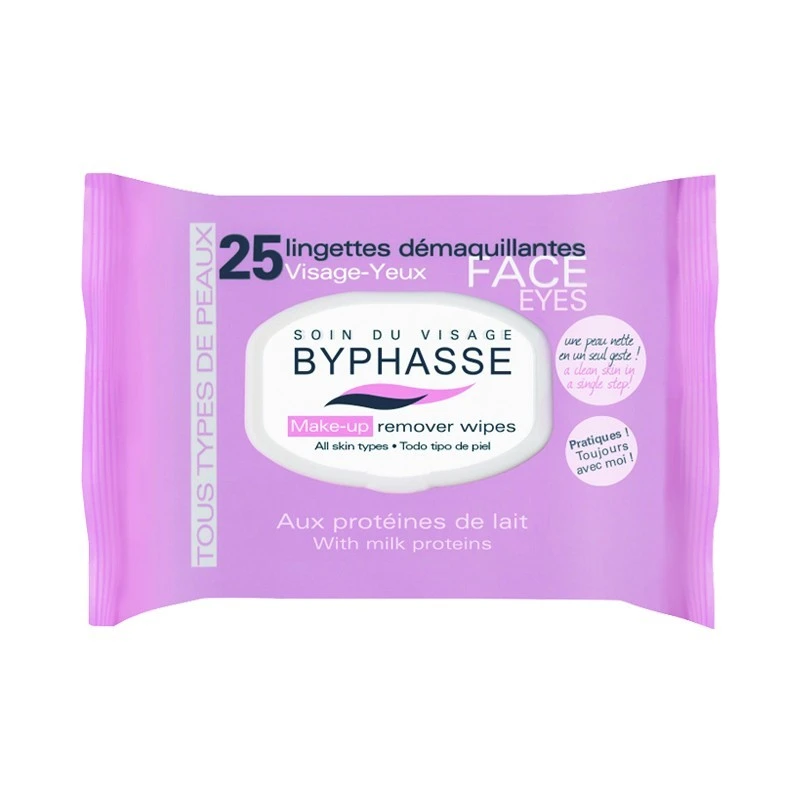 TOUS TYPES DE PEAUX
25 lingettes démaquillantes
Visage-Yeux
FACE
EYES
SOIN DU VISAGE
BYPHASSE
Make-up remover wipes
All skin types • Todo tipo de piel
une peau nette
en un seul geste !
a clean skin in
a single step!
Pratiques !
Toujours
avec moi !
Aux protéines de lait
With milk proteins